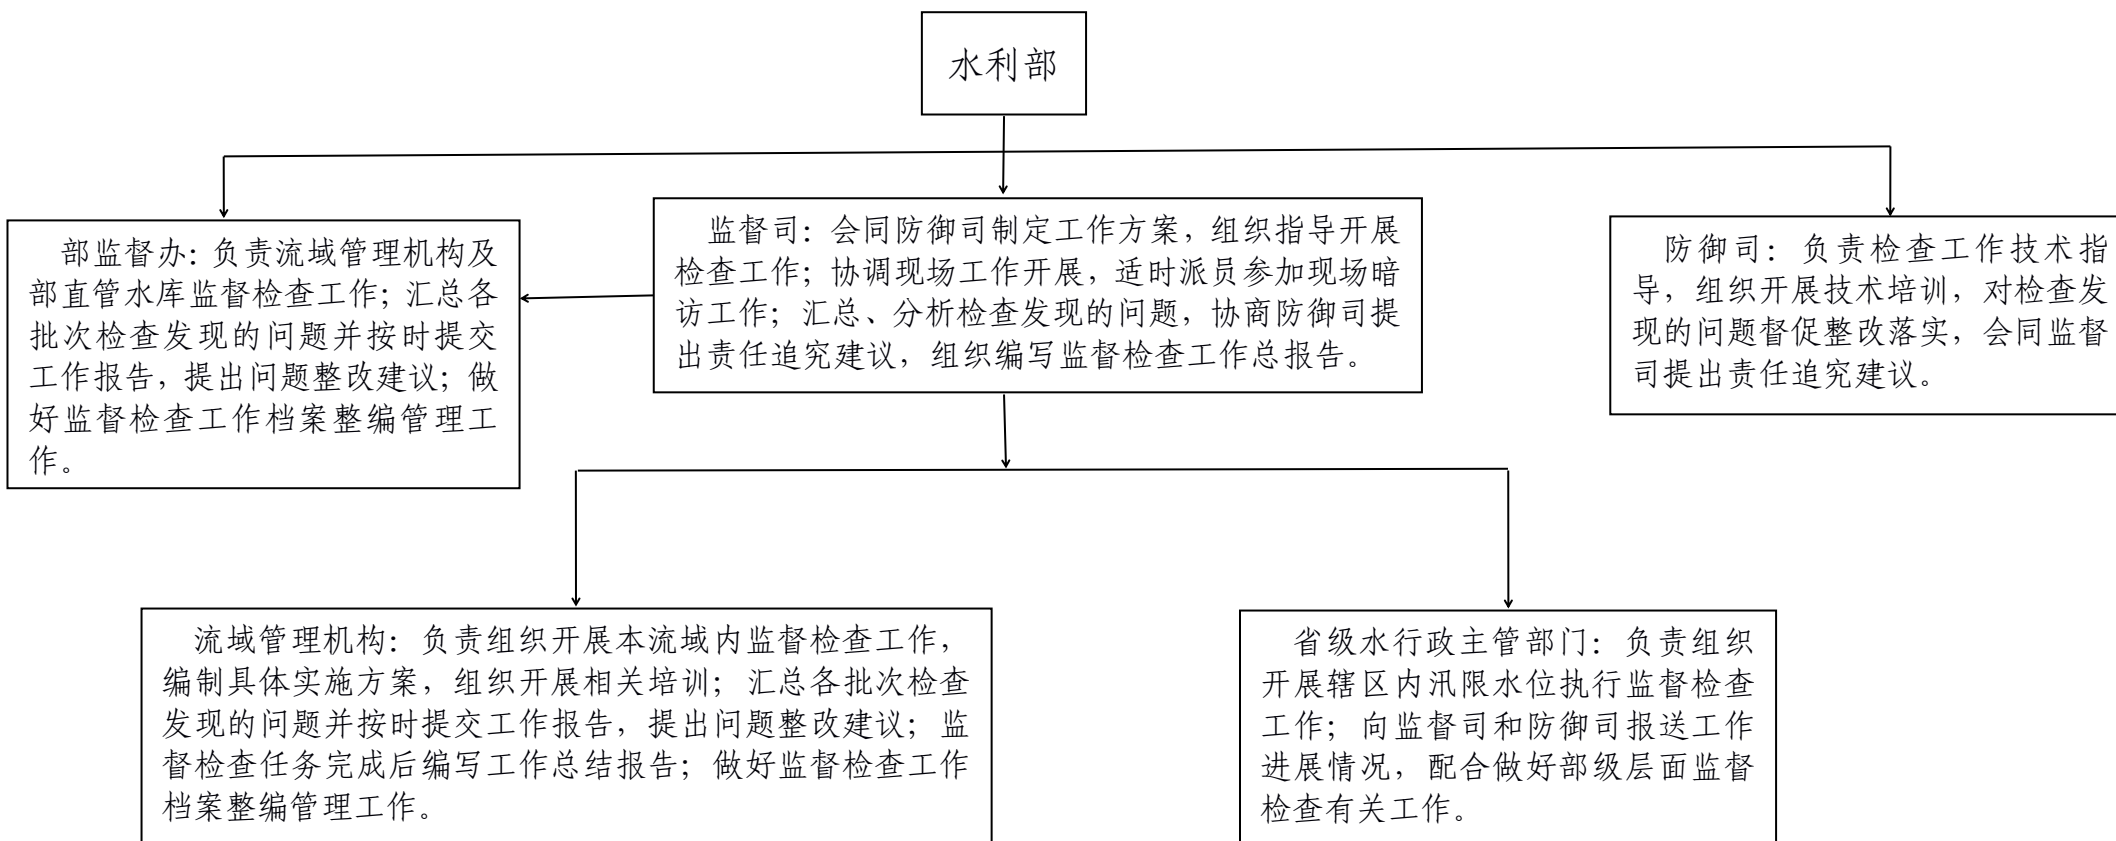 水利部
部监督办：负责流域管理机构及
部直管水库监督检查工作；汇总各
批次检查发现的问题并按时提交
工作报告，提出问题整改建议；做
好监督检查工作档案整编管理工
作。
监督司：会同防御司制定工作方案，组织指导开展
检查工作；协调现场工作开展，适时派员参加现场暗
访工作；汇总、分析检查发现的问题，协商防御司提
出责任追究建议，组织编写监督检查工作总报告。
防御司：负责检查工作技术指
导，组织开展技术培训，对检查发
现的问题督促整改落实，会同监督
司提出责任追究建议。
流域管理机构：负责组织开展本流域内监督检查工作，
编制具体实施方案，组织开展相关培训；汇总各批次检查
发现的问题并按时提交工作报告，提出问题整改建议；监
督检查任务完成后编写工作总结报告；做好监督检查工作
档案整编管理工作。
省级水行政主管部门：负责组织
开展辖区内汛限水位执行监督检查
工作；向监督司和防御司报送工作
进展情况，配合做好部级层面监督
检查有关工作。